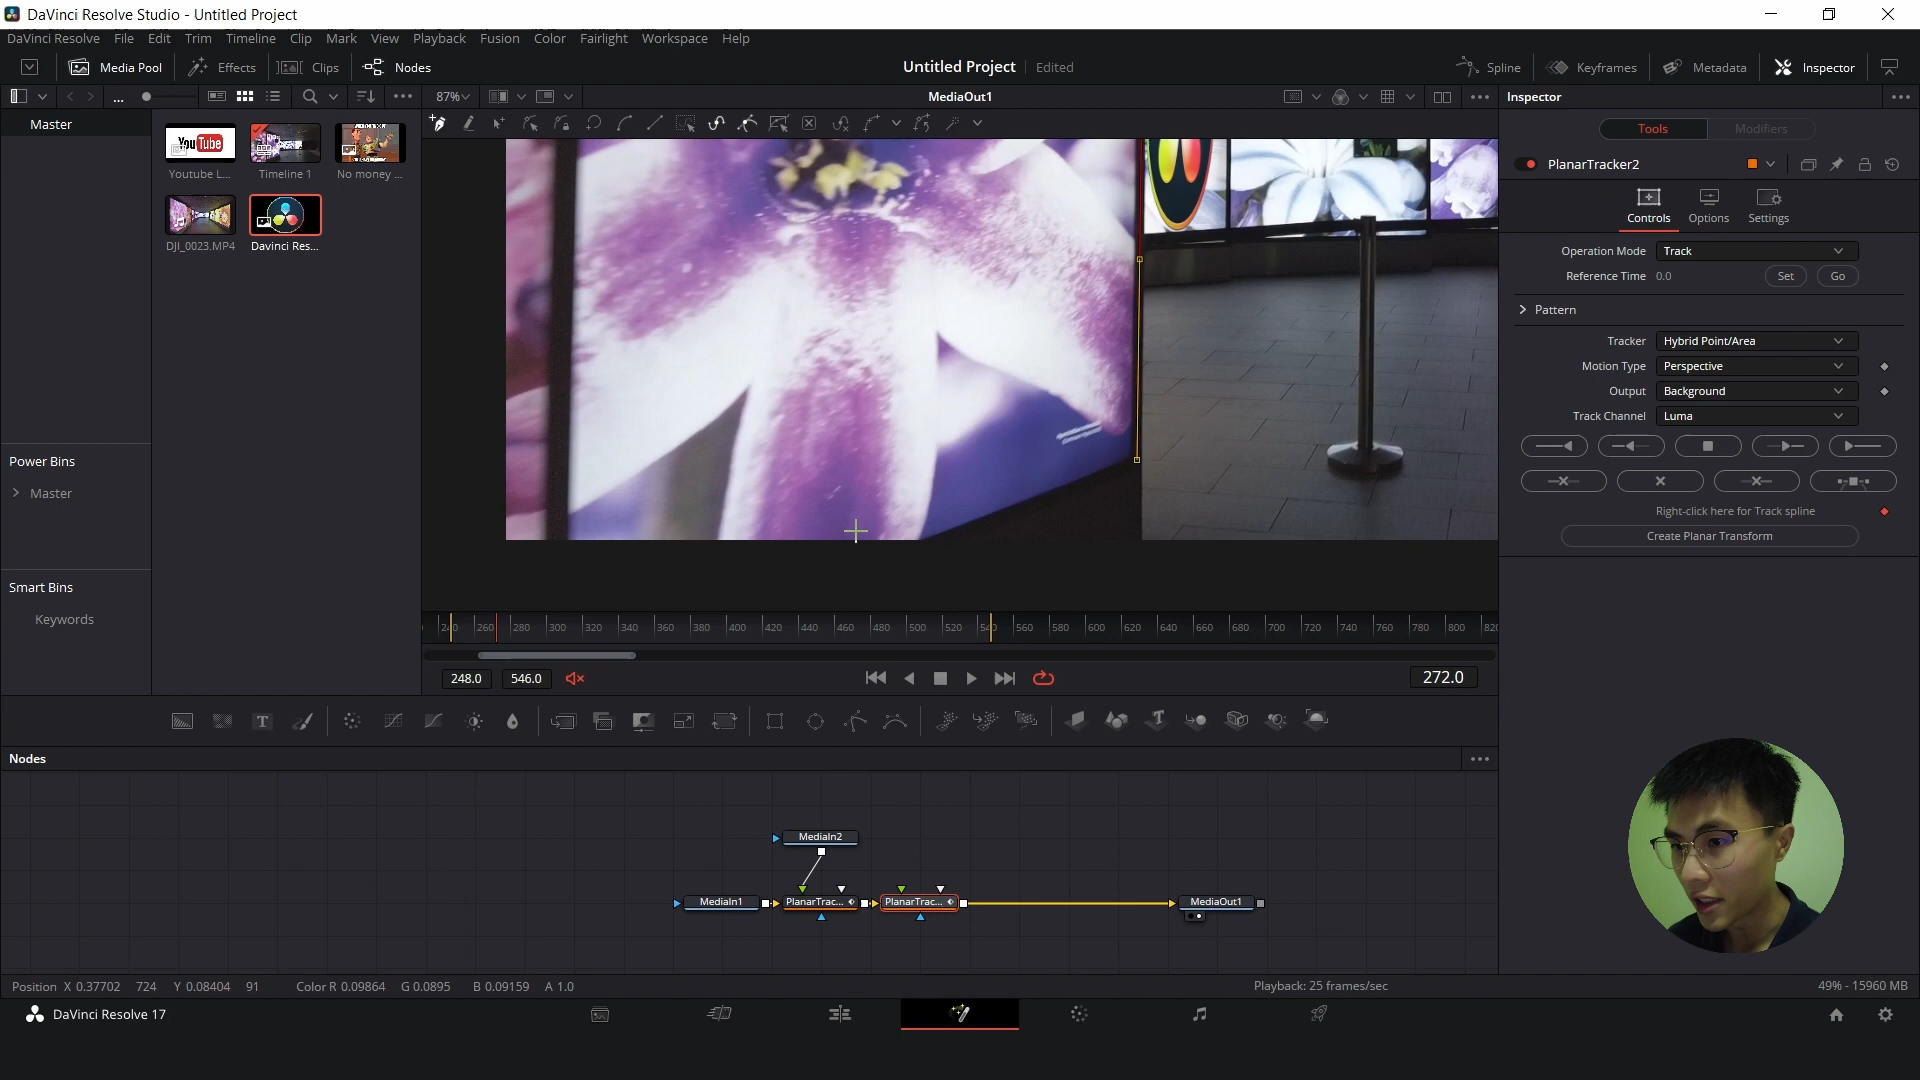 DaVinci Resolve Studio - Untitled Project
DaVinci Resolve File Edit Trim Timeline Clip Mark View Playback Fusion Color Fairlight Workspace Help
Media Pool Effects Clips Nodes Untitled Project Edited Spline Keyframes Metadata Inspector
87% MediaOut1 Inspector
Master
YouTube
Youtube L... Timeline 1 No money ...
DJI_0023.MP4 Davinci Res...
Power Bins
Master
Smart Bins
Keywords
Tools Modifiers
PlanarTracker2
Controls Options Settings
Operation Mode Track
Reference Time 0.0 Set Go
Pattern
Tracker Hybrid Point/Area
Motion Type Perspective
Output Background
Track Channel Luma
Right-click here for Track spline
Create Planar Transform
240 260 280 300 320 340 360 380 400 420 440 460 480 500 520 540 560 580 600 620 640 660 680 700 720 740 760 780 800 820
248.0 546.0 272.0
T T
Nodes
MediaIn2
MediaIn1 PlanarTrac... PlanarTrac... MediaOut1
Position X 0.37702 724 Y 0.08404 91 Color R 0.09864 G 0.0895 B 0.09159 A 1.0 Playback: 25 frames/sec 49% - 15960 MB
DaVinci Resolve 17